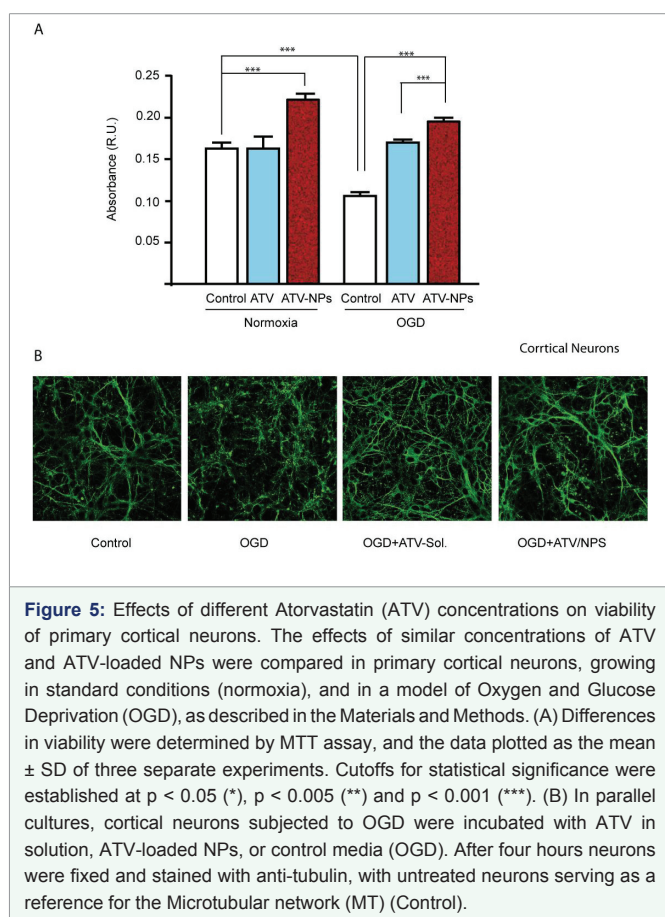 A
*** ***
***
***
0.25
0.20
0.15
0.10
0.05
Absorbance (R.U.)
Control ATV ATV-NPs Control ATV ATV-NPs
Normoxia OGD
B
Corrtical Neurons
Control OGD OGD+ATV-Sol. OGD+ATV/NPS
Figure 5: Effects of different Atorvastatin (ATV) concentrations on viability
of primary cortical neurons. The effects of similar concentrations of ATV
and ATV-loaded NPs were compared in primary cortical neurons, growing
in standard conditions (normoxia), and in a model of Oxygen and Glucose
Deprivation (OGD), as described in the Materials and Methods. (A) Differences
in viability were determined by MTT assay, and the data plotted as the mean
± SD of three separate experiments. Cutoffs for statistical significance were
established at p < 0.05 (*), p < 0.005 (**) and p < 0.001 (***). (B) In parallel
cultures, cortical neurons subjected to OGD were incubated with ATV in
solution, ATV-loaded NPs, or control media (OGD). After four hours neurons
were fixed and stained with anti-tubulin, with untreated neurons serving as a
reference for the Microtubular network (MT) (Control).